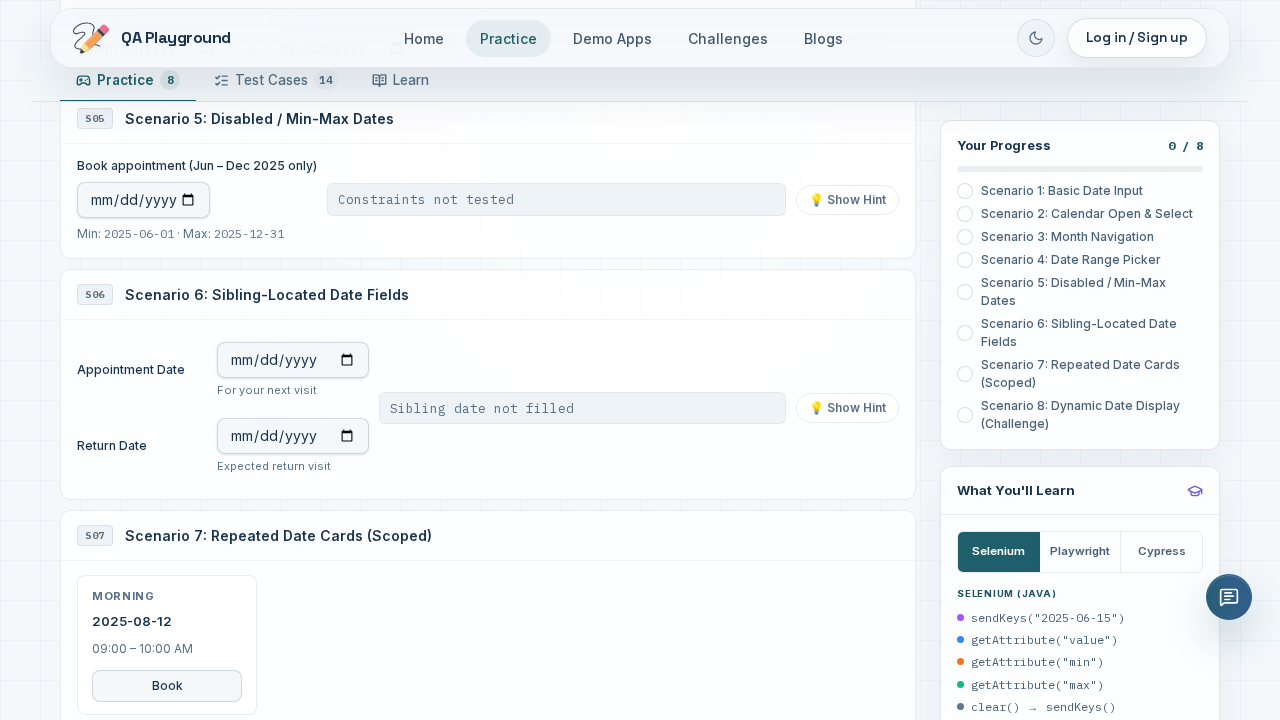 QA Playground
Home
Practice
Demo Apps
Challenges
Blogs
Log in / Sign up
Practice 8
Test Cases 14
Learn
S05 Scenario 5: Disabled / Min-Max Dates
Book appointment (Jun – Dec 2025 only)
mm/dd/yyyy
Constraints not tested
💡 Show Hint
Min: 2025-06-01 · Max: 2025-12-31
S06 Scenario 6: Sibling-Located Date Fields
Appointment Date
mm/dd/yyyy
For your next visit
Sibling date not filled
💡 Show Hint
Return Date
mm/dd/yyyy
Expected return visit
S07 Scenario 7: Repeated Date Cards (Scoped)
MORNING
2025-08-12
09:00 – 10:00 AM
Book
Your Progress 0 / 8
Scenario 1: Basic Date Input
Scenario 2: Calendar Open & Select
Scenario 3: Month Navigation
Scenario 4: Date Range Picker
Scenario 5: Disabled / Min-Max
Dates
Scenario 6: Sibling-Located Date
Fields
Scenario 7: Repeated Date Cards
(Scoped)
Scenario 8: Dynamic Date Display
(Challenge)
What You'll Learn
Selenium
Playwright
Cypress
SELENIUM (JAVA)
sendKeys("2025-06-15")
getAttribute("value")
getAttribute("min")
getAttribute("max")
clear() → sendKeys()